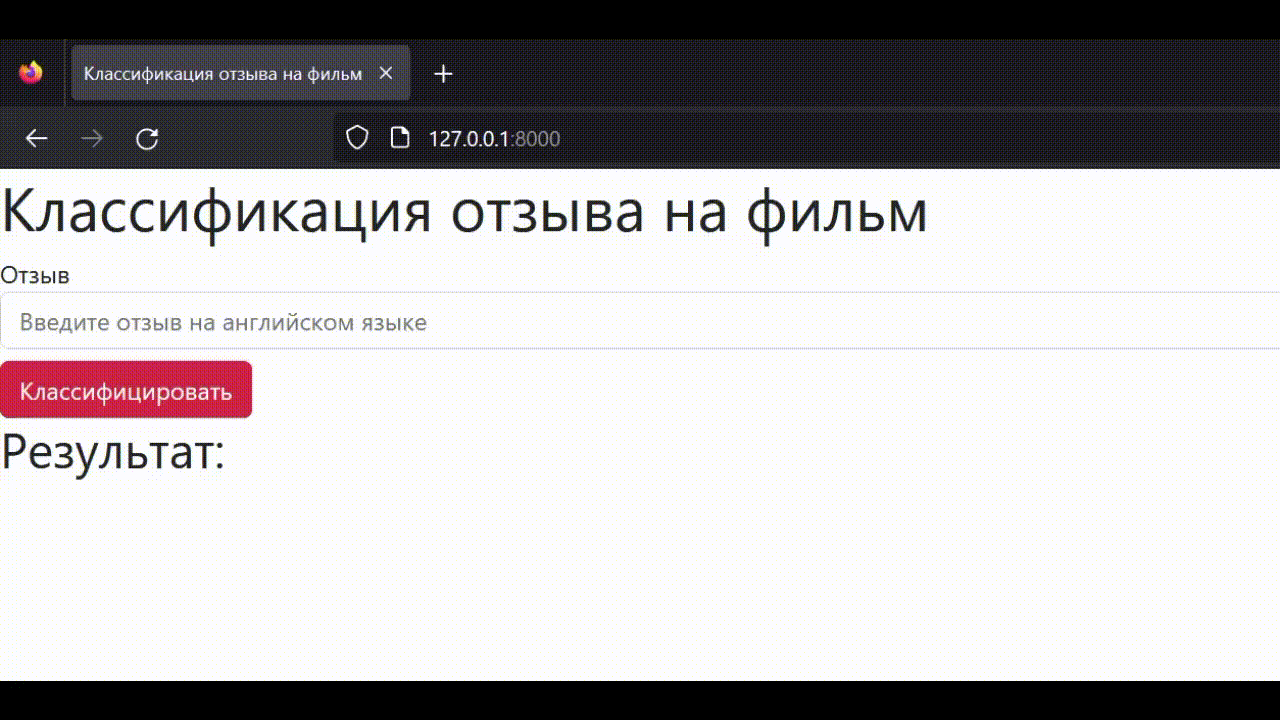 Классификация отзыва на фильм
127.0.0.1:8000
Классификация отзыва на фильм
Отзыв
Введите отзыв на английском языке
Классифицировать
Результат: